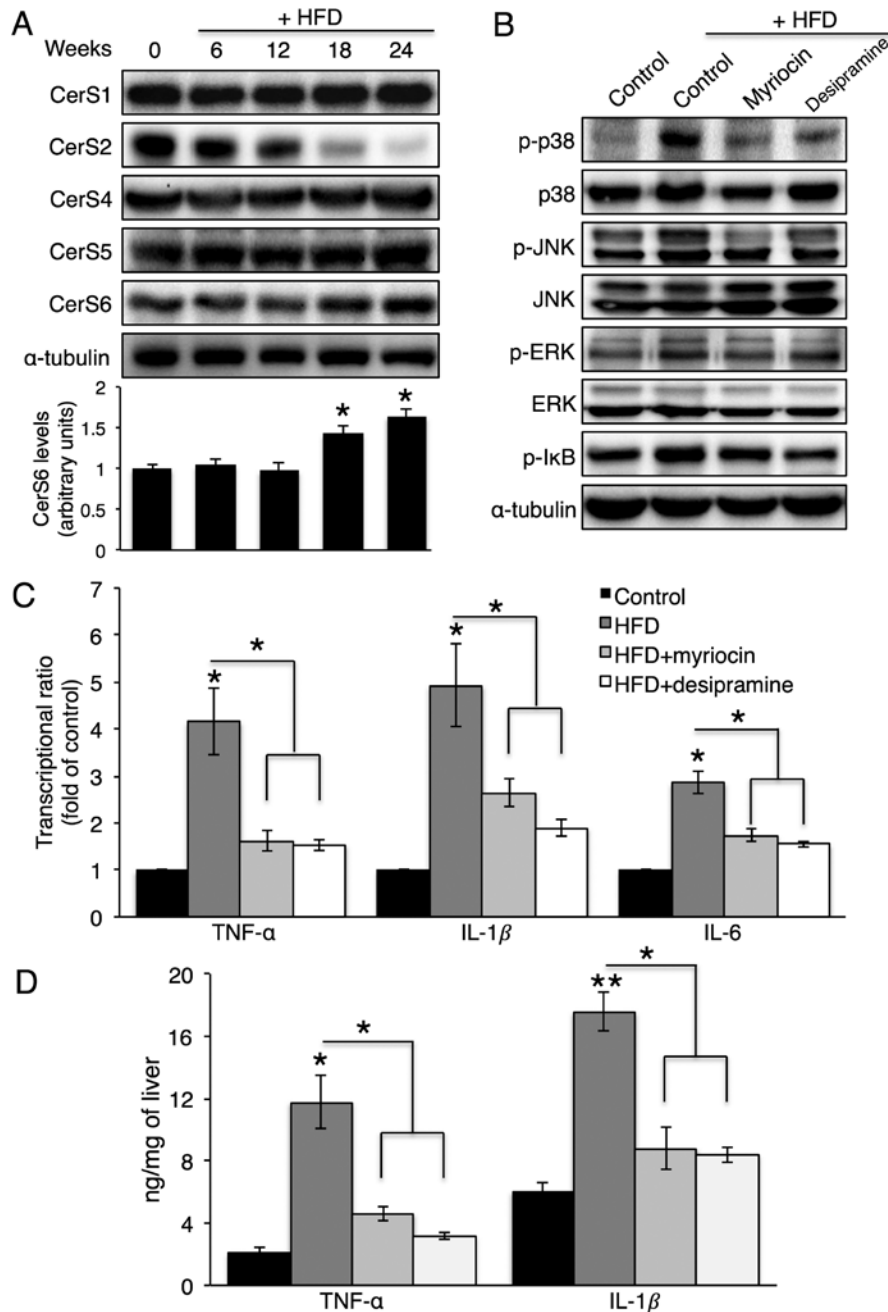 A
+ HFD
Weeks 0 6 12 18 24
CerS1
CerS2
CerS4
CerS5
CerS6
α-tubulin
CerS6 levels
(arbitrary units)
2
1.5
1
0.5
0
* *
B
+ HFD
Control Control Myriocin Desipramine
p-p38
p38
p-JNK
JNK
p-ERK
ERK
p-IκB
α-tubulin
C
Transcriptional ratio
(fold of control)
7
6
5
4
3
2
1
0
* * * * * *
Control
HFD
HFD+myriocin
HFD+desipramine
TNF-α IL-1β IL-6
D
ng/mg of liver
20
16
12
8
4
0
* * ** *
TNF-α IL-1β